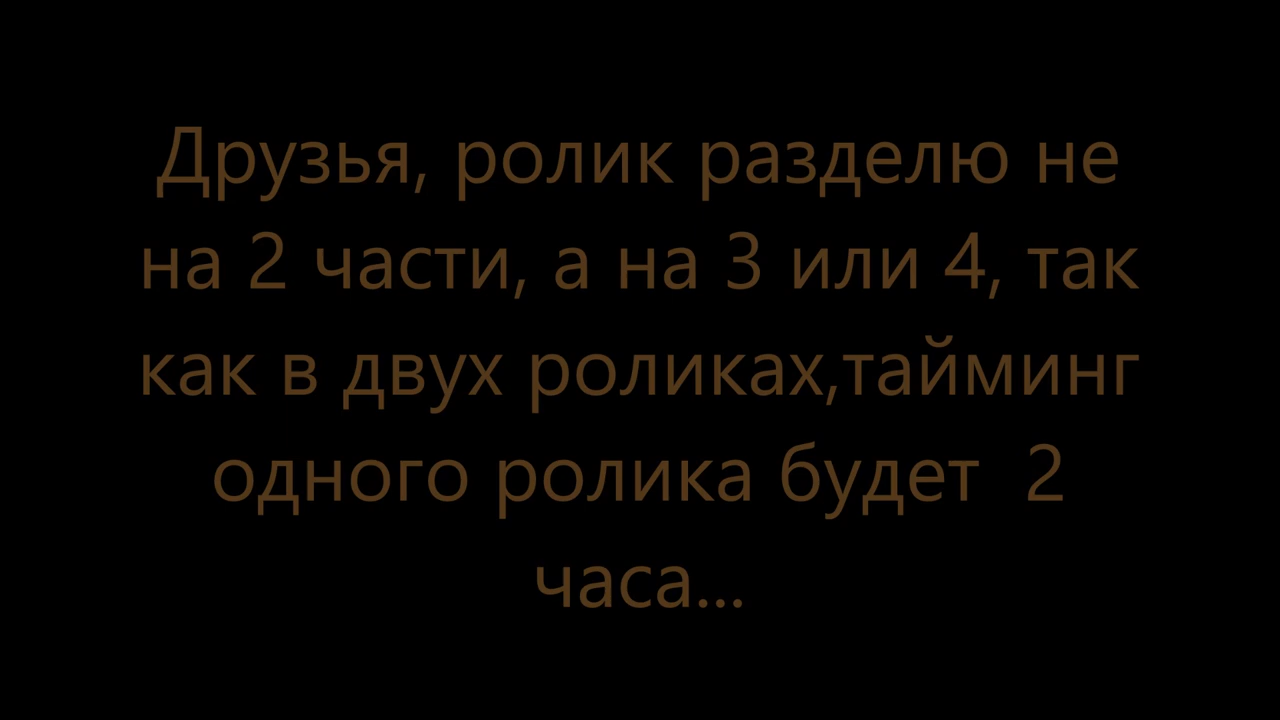 Друзья, ролик разделю не
на 2 части, а на 3 или 4, так
как в двух роликах,тайминг
одного ролика будет  2
часа...